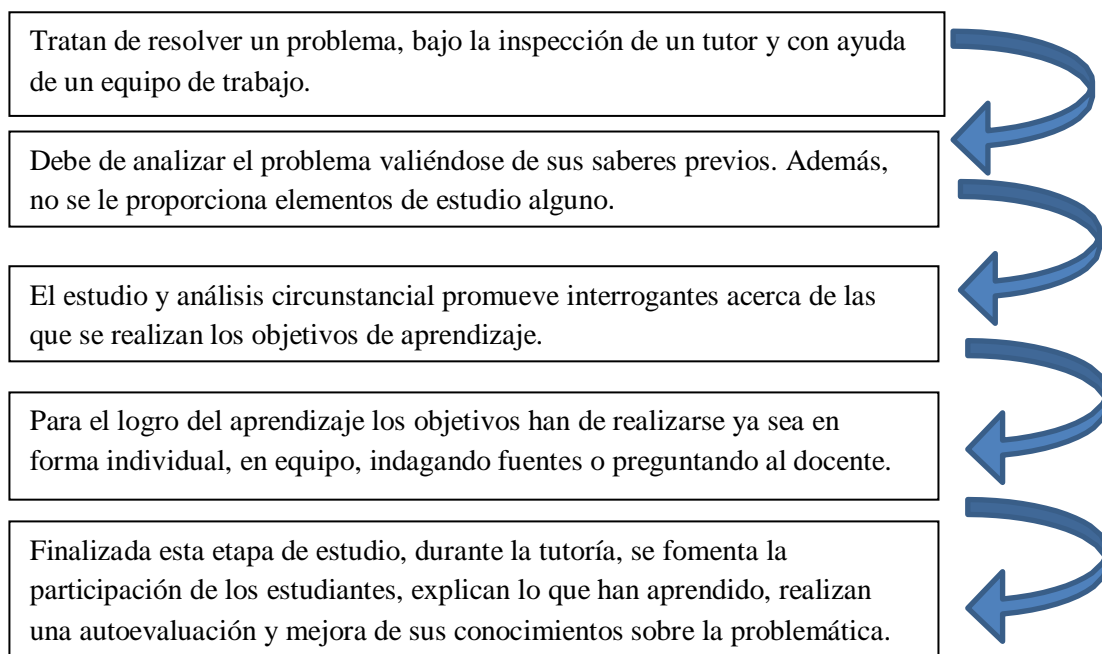 Tratan de resolver un problema, bajo la inspección de un tutor y con ayuda
de un equipo de trabajo.
Debe de analizar el problema valiéndose de sus saberes previos. Además,
no se le proporciona elementos de estudio alguno.
El estudio y análisis circunstancial promueve interrogantes acerca de las
que se realizan los objetivos de aprendizaje.
Para el logro del aprendizaje los objetivos han de realizarse ya sea en
forma individual, en equipo, indagando fuentes o preguntando al docente.
Finalizada esta etapa de estudio, durante la tutoría, se fomenta la
participación de los estudiantes, explican lo que han aprendido, realizan
una autoevaluación y mejora de sus conocimientos sobre la problemática.